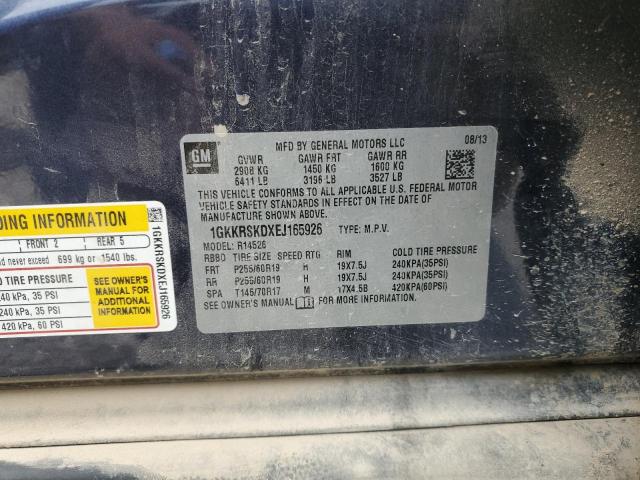 GM
MFD BY GENERAL MOTORS LLC 08/13
GVWR GAWR FRT GAWR RR
2908 KG 1450 KG 1600 KG
6411 LB 3196 LB 3527 LB
THIS VEHICLE CONFORMS TO ALL APPLICABLE U.S. FEDERAL MOTOR
VEHICLE SAFETY STANDARDS IN EFFECT ON THE DATE OF
MANUFACTURE SHOWN ABOVE.
1GKKRSKDXEJ165926 TYPE: M.P.V.
MODEL: R14526
RBBO TIRE SIZE SPEED RTG RIM COLD TIRE PRESSURE
FRT P255/60R19 H 19X7.5J 240KPA(35PSI)
RR P255/60R19 H 19X7.5J 240KPA(35PSI)
SPA T145/70R17 M 17X4.5B 420KPA(60PSI)
SEE OWNER'S MANUAL FOR MORE INFORMATION.
DING INFORMATION
FRONT 2 REAR 5
nd never exceed 699 kg or 1540 lbs.
D TIRE PRESSURE
240 kPa, 35 PSI
240 kPa, 35 PSI
420 kPa, 60 PSI
SEE OWNER'S
MANUAL FOR
ADDITIONAL
INFORMATION
1GKKRSKDXEJ165926